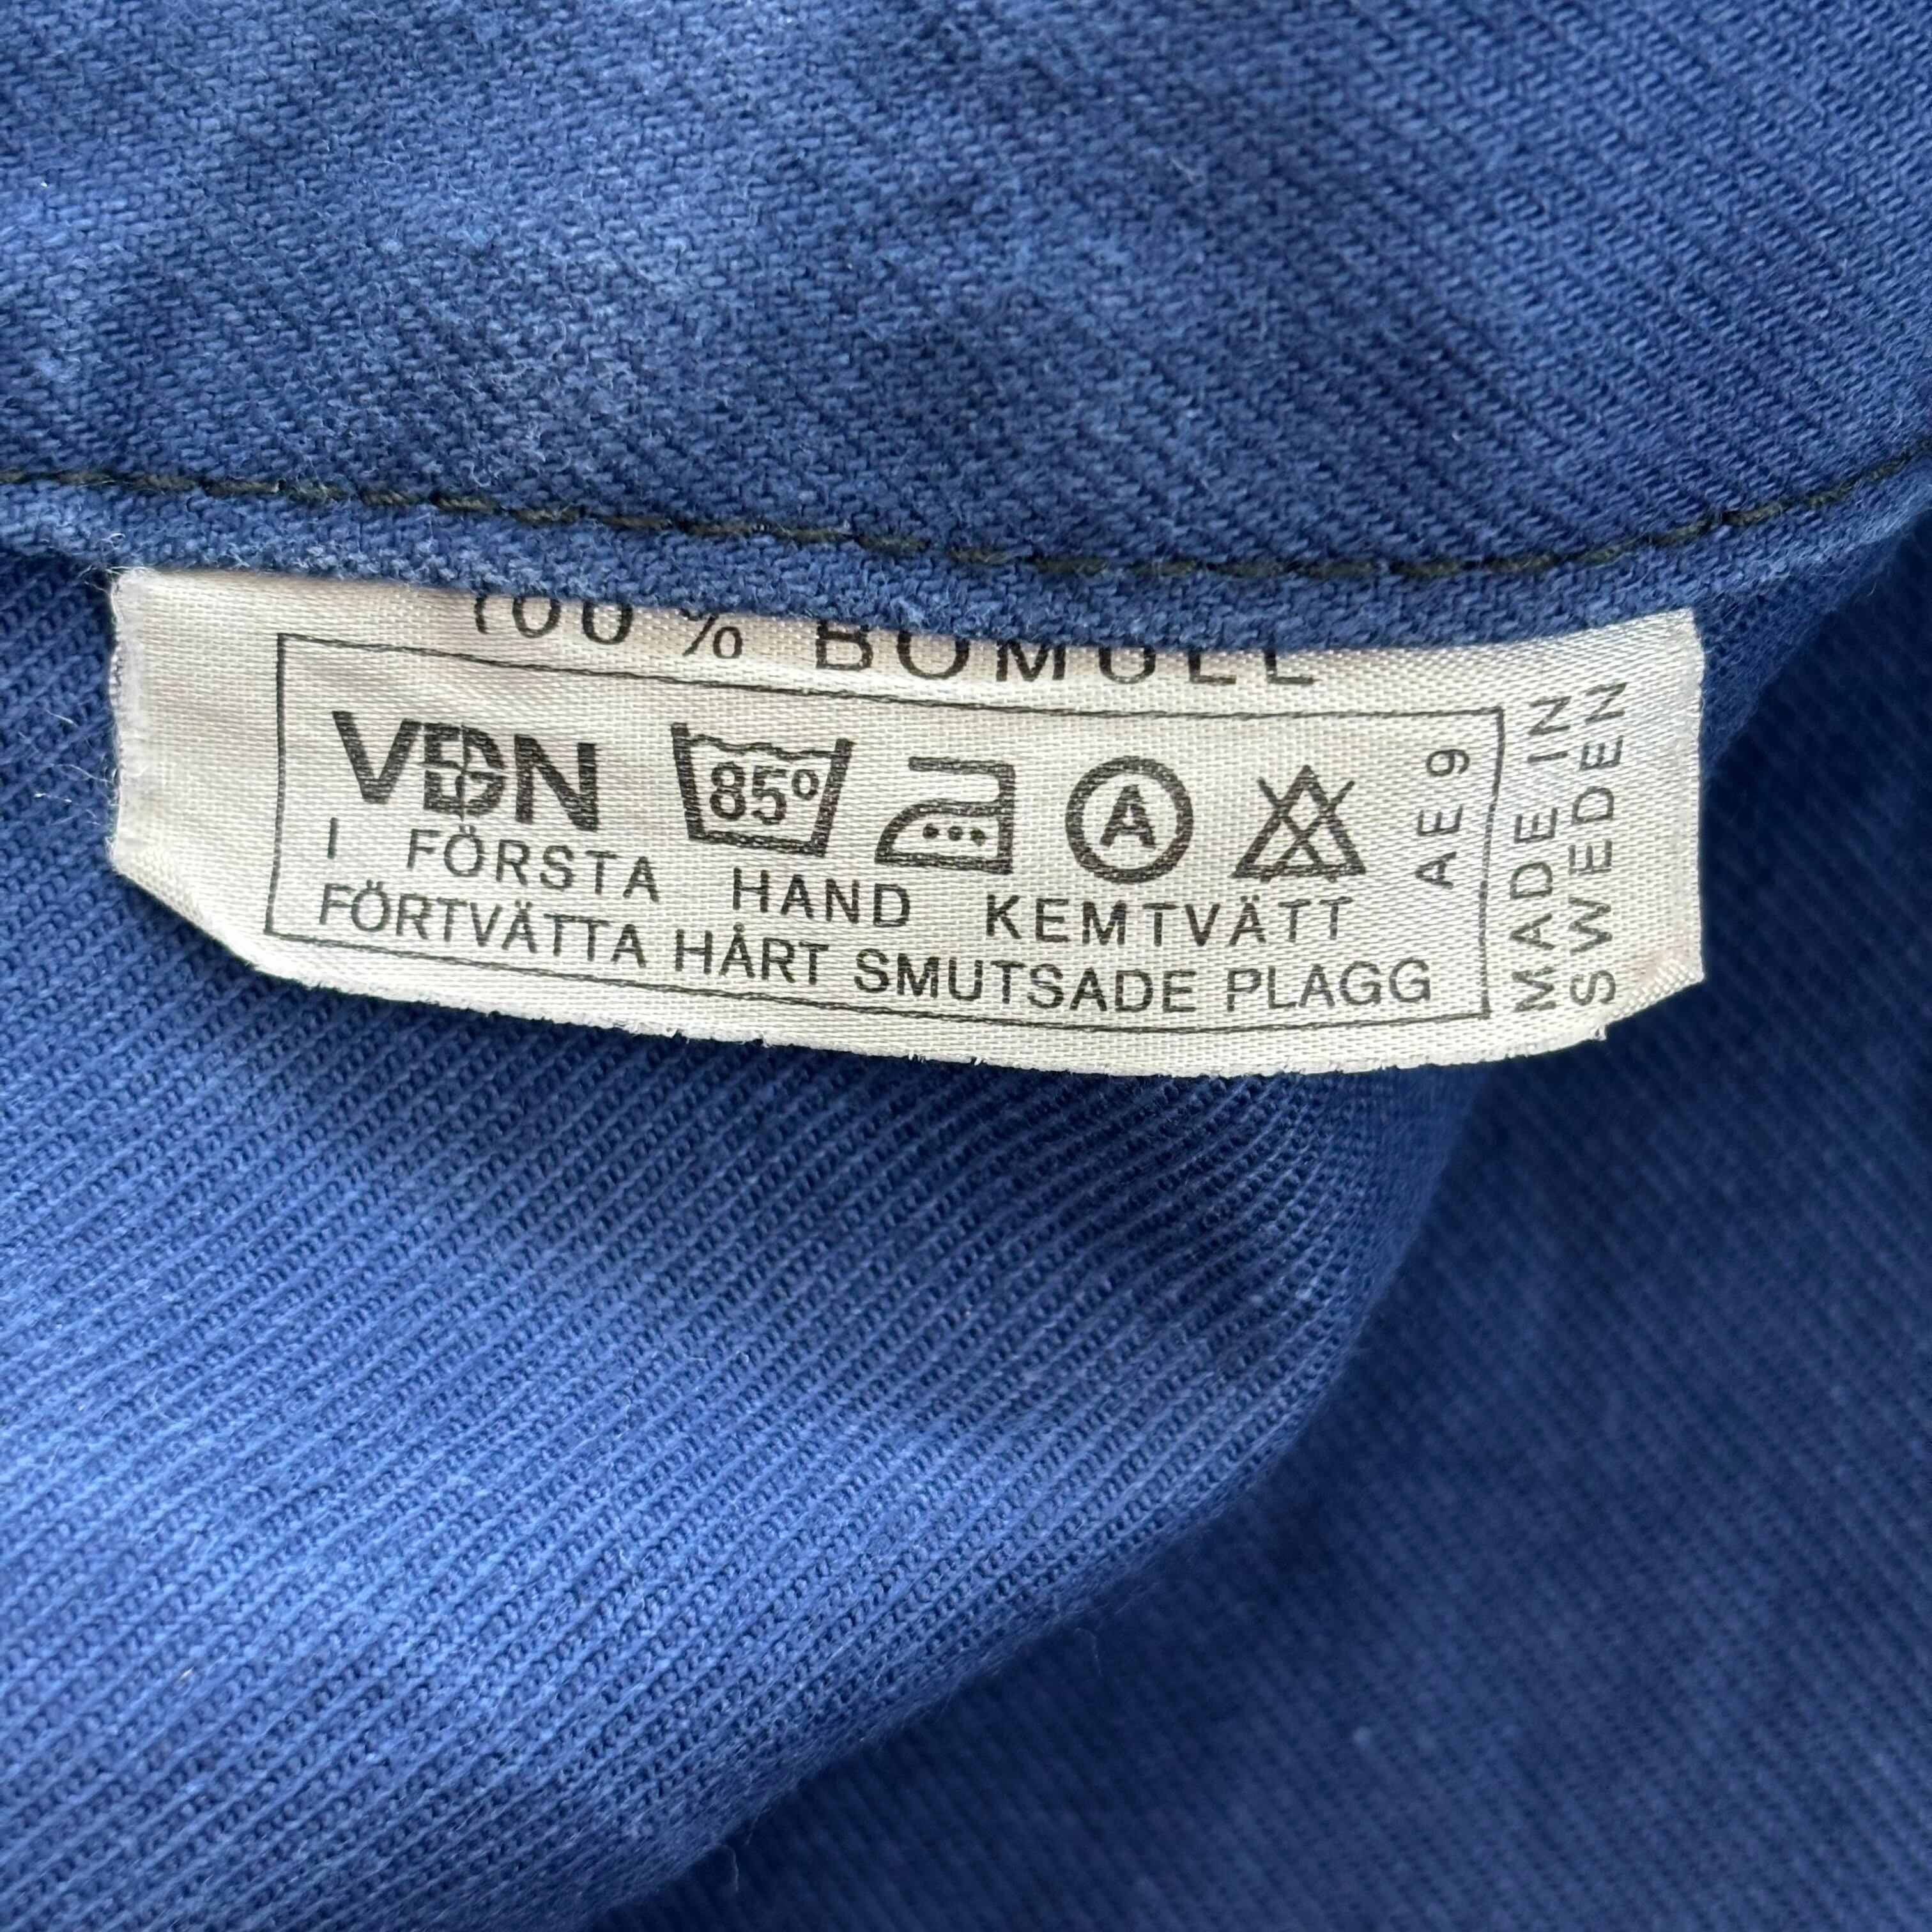 100 % BOMULL
VDN 85° A AE 9
I FÖRSTA HAND KEMTVÄTT
FÖRTVÄTTA HÅRT SMUTSADE PLAGG
MADE IN
SWEDEN